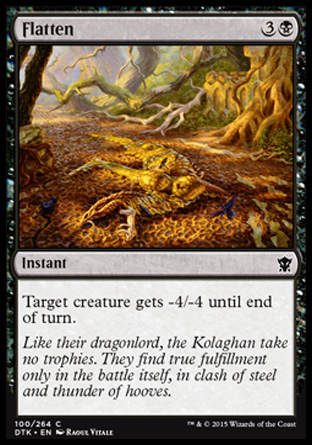 Flatten 3
Instant
Target creature gets -4/-4 until end
of turn.
Like their dragonlord, the Kolaghan take
no trophies. They find true fulfillment
only in the battle itself, in clash of steel
and thunder of hooves.
100/264 C
DTK • EN Raoul Vitale ™ & © 2015 Wizards of the Coast